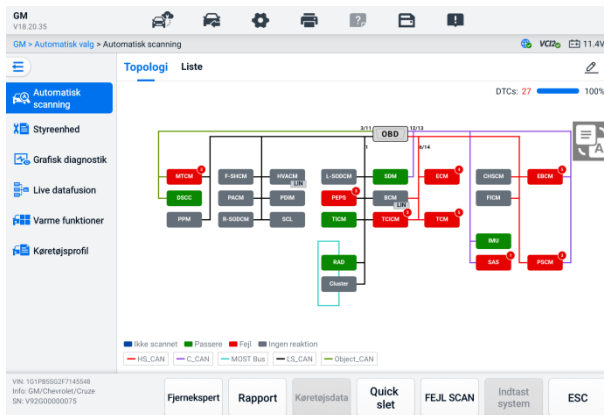 GM
V18.20.35
GM > Automatisk valg > Automatisk scanning
VCI
11.4V
Topologi Liste
DTCs: 27 100%
Automatisk
scanning
Styreenhed
Grafisk diagnostik
Live datafusion
Varme funktioner
Køretøjsprofil
3/11 OBD 12/13
1 6/14
MTCM F-SHCM HVACM L-SODCM SDM ECM CHSCM EBCM
LIN
DSCC PACM PDIM PEPS BCM FICM
LIN
PPM R-SODCM SCL TICM TCICM TCM
IMU
RAD SAS PSCM
Cluster
Ikke scannet Passere Fejl Ingen reaktion
HS_CAN C_CAN MOST Bus LS_CAN Object_CAN
VIN: 1G1PB5SG2F7145548
Info: GM/Chevrolet/Cruze
SN: V92G00000075
Fjernekspert Rapport Køretøjsdata Quick slet FEJL SCAN Indtast system ESC